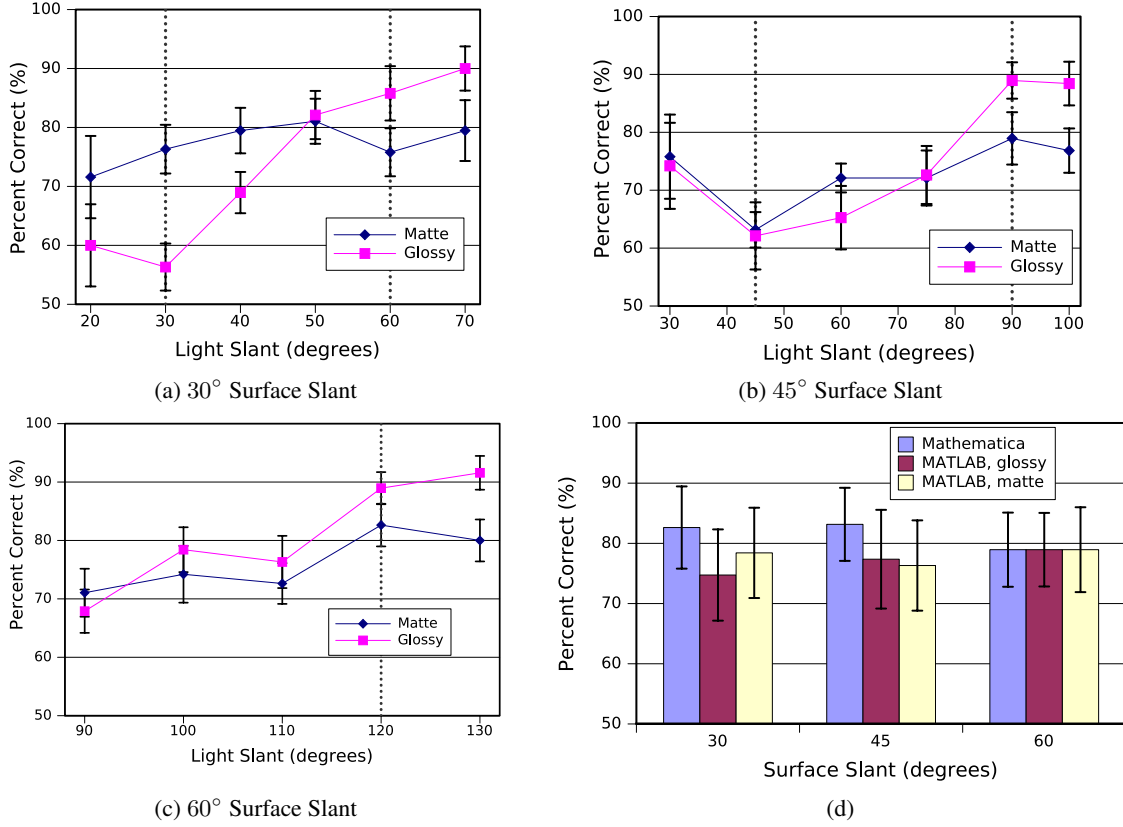 100
90
80
70
60
50
Percent Correct (%)
20 30 40 50 60 70
Light Slant (degrees)
Matte
Glossy
(a) 30° Surface Slant
100
90
80
70
60
50
Percent Correct (%)
30 40 50 60 70 80 90 100
Light Slant (degrees)
Matte
Glossy
(b) 45° Surface Slant
100
90
80
70
60
50
Percent Correct (%)
90 100 110 120 130
Light Slant (degrees)
Matte
Glossy
(c) 60° Surface Slant
100
90
80
70
60
50
Percent Correct (%)
Mathematica
MATLAB, glossy
MATLAB, matte
30 45 60
Surface Slant (degrees)
(d)